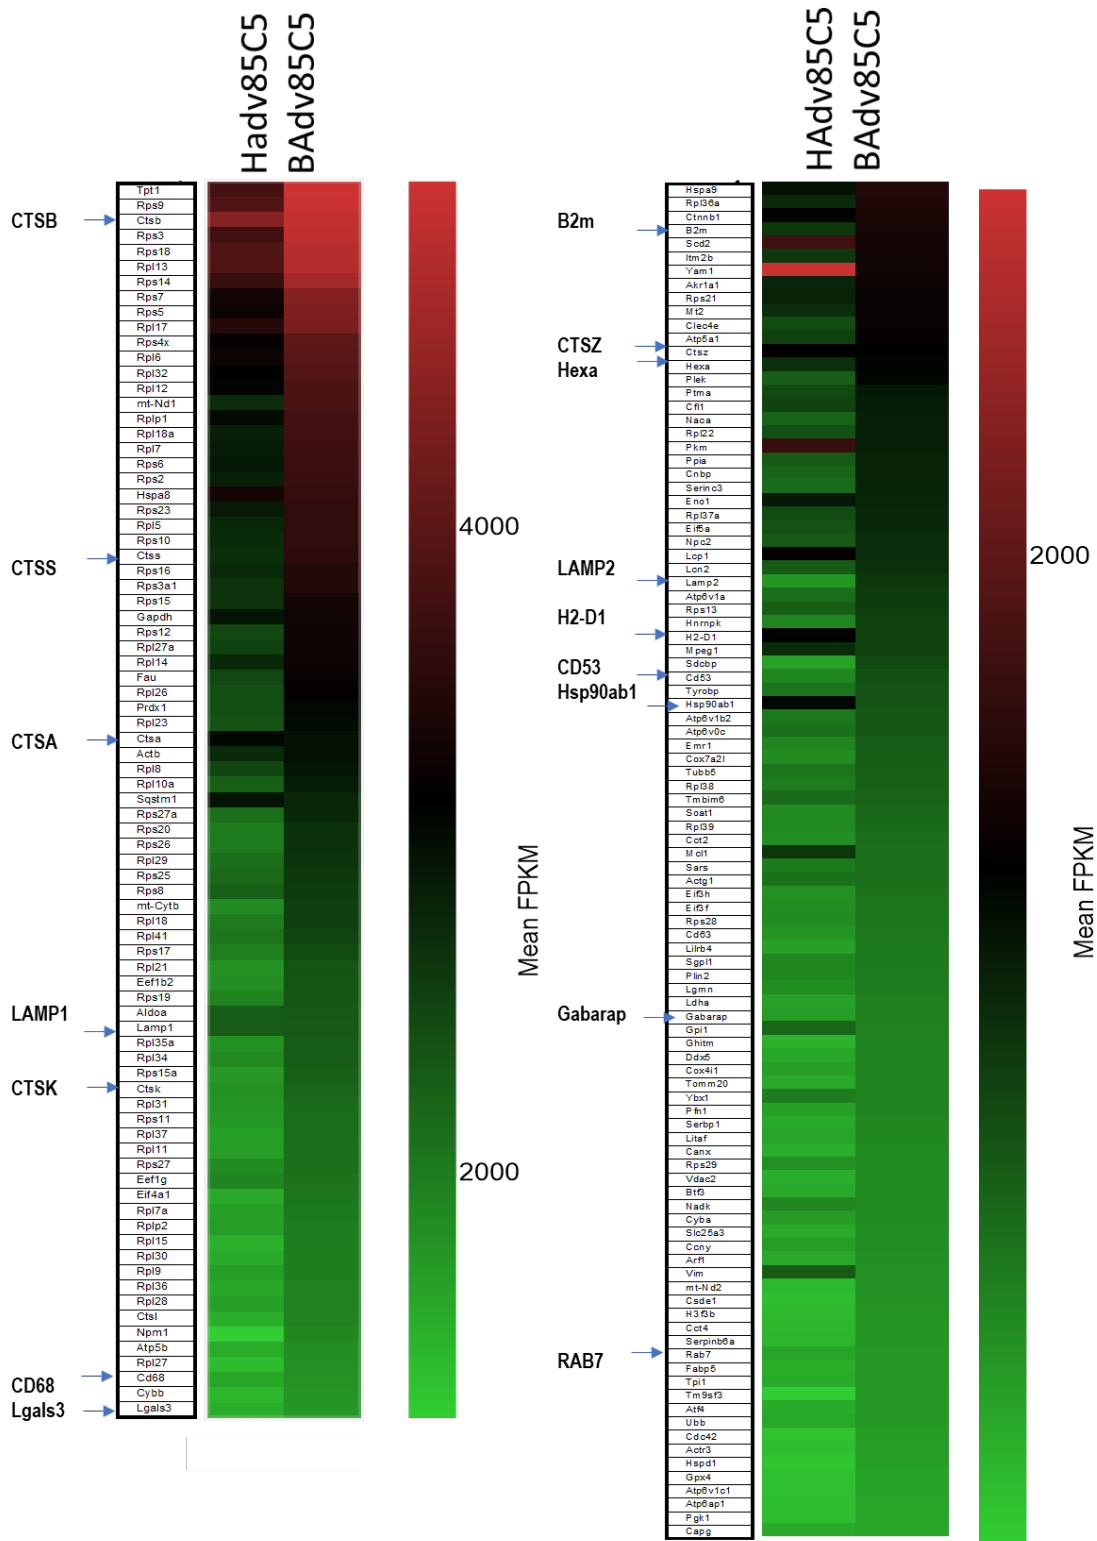 Hadv85C5
BAdv85C5
CTSB
CTSS
CTSA
LAMP1
CTSK
CD68
Lgals3
Tpt1
Rps9
Ctsb
Rps3
Rps18
Rpl13
Rps14
Rps7
Rps5
Rpl17
Rps4x
Rpl6
Rpl32
Rpl12
mt-Nd1
Rplp1
Rpl18a
Rpl7
Rps6
Rps2
Hspa8
Rps23
Rpl5
Rps10
Ctss
Rps16
Rps3a1
Rps15
Gapdh
Rps12
Rpl27a
Rpl14
Fau
Rpl26
Prdx1
Rpl23
Ctsa
Actb
Rpl8
Rpl10a
Sqstm1
Rps27a
Rps20
Rps26
Rpl29
Rps25
Rps8
mt-Cytb
Rpl18
Rpl41
Rps17
Rpl21
Eef1b2
Rps19
Aldoa
Lamp1
Rpl35a
Rpl34
Rps15a
Ctsk
Rpl31
Rps11
Rpl37
Rpl11
Rps27
Eef1g
Eif4a1
Rpl7a
Rplp2
Rpl15
Rpl30
Rpl9
Rpl36
Rpl28
Ctsl
Npm1
Atp5b
Rpl27
Cd68
Cybb
Lgals3
4000
2000
Mean FPKM
HAdv85C5
BAdv85C5
B2m
CTSZ
Hexa
LAMP2
H2-D1
CD53
Hsp90ab1
Gabarap
RAB7
Hspa9
Rpl36a
Ctnnb1
B2m
Scd2
Itm2b
Yam1
Akr1a1
Rps21
Mt2
Clec4e
Atp5a1
Ctsz
Hexa
Plek
Ptma
Cfl1
Naca
Rpl22
Pkm
Ppia
Cnbp
Serinc3
Eno1
Rpl37a
Eif5a
Npc2
Lcp1
Lcn2
Lamp2
Atp6v1a
Rps13
Hnrnpk
H2-D1
Mpeg1
Sdcbp
Cd53
Tyrobp
Hsp90ab1
Atp6v1b2
Atp6v0c
Emr1
Cox7a2l
Tubb5
Rpl38
Tmbim6
Soat1
Rpl39
Cct2
Mcl1
Sars
Actg1
Eif3h
Eif3f
Rps28
Cd63
Lilrb4
Sgpl1
Plin2
Lgmn
Ldha
Gabarap
Gpi1
Ghitm
Ddx5
Cox4i1
Tomm20
Ybx1
Pfn1
Serbp1
Litaf
Canx
Rps29
Vdac2
Btf3
Nadk
Cyba
Slc25a3
Ccny
Arf1
Vim
mt-Nd2
Csde1
H3f3b
Cct4
Serpinb6a
Rab7
Fabp5
Tpi1
Tm9sf3
Atf4
Ubb
Cdc42
Actr3
Hspd1
Gpx4
Atp6v1c1
Atp6ap1
Pgk1
Capg
2000
Mean FPKM